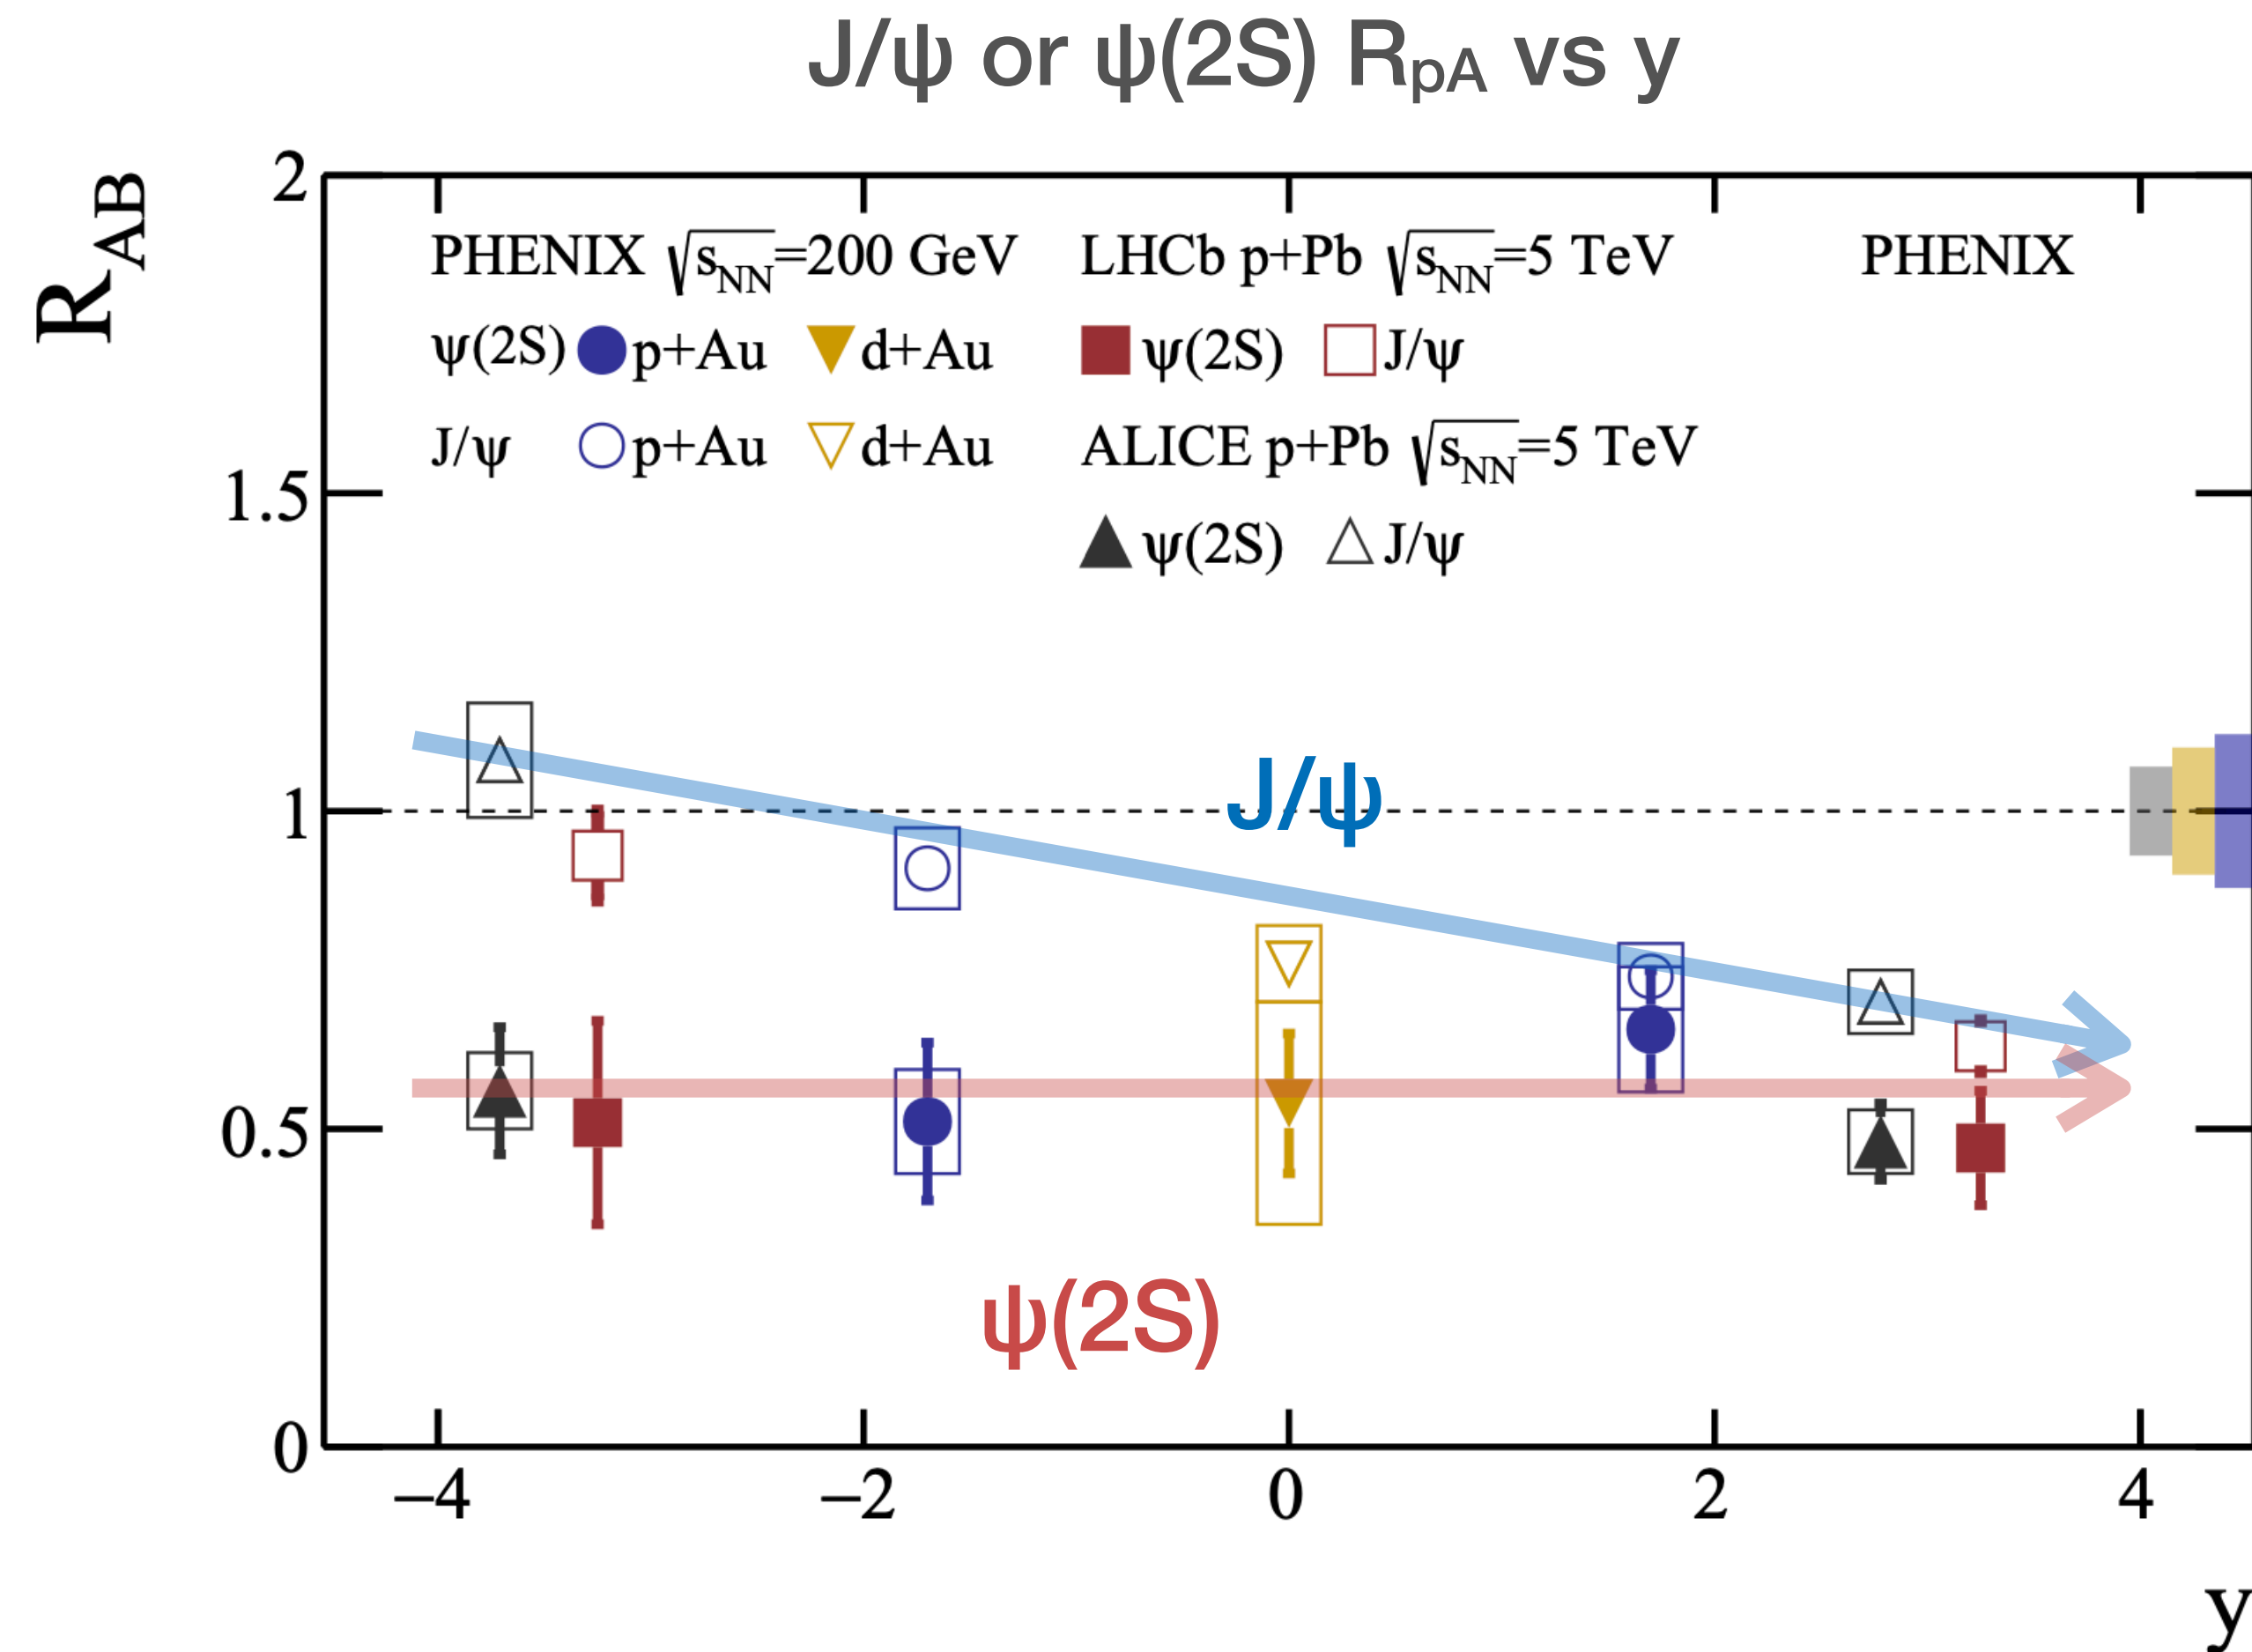 J/ψ or ψ(2S) RpA vs y
RAB
2
1.5
1
0.5
0
PHENIX √sNN=200 GeV
ψ(2S) p+Au d+Au
J/ψ p+Au d+Au
LHCb p+Pb √sNN=5 TeV
ψ(2S) J/ψ
ALICE p+Pb √sNN=5 TeV
ψ(2S) J/ψ
PHENIX
J/ψ
ψ(2S)
−4 −2 0 2 4
y